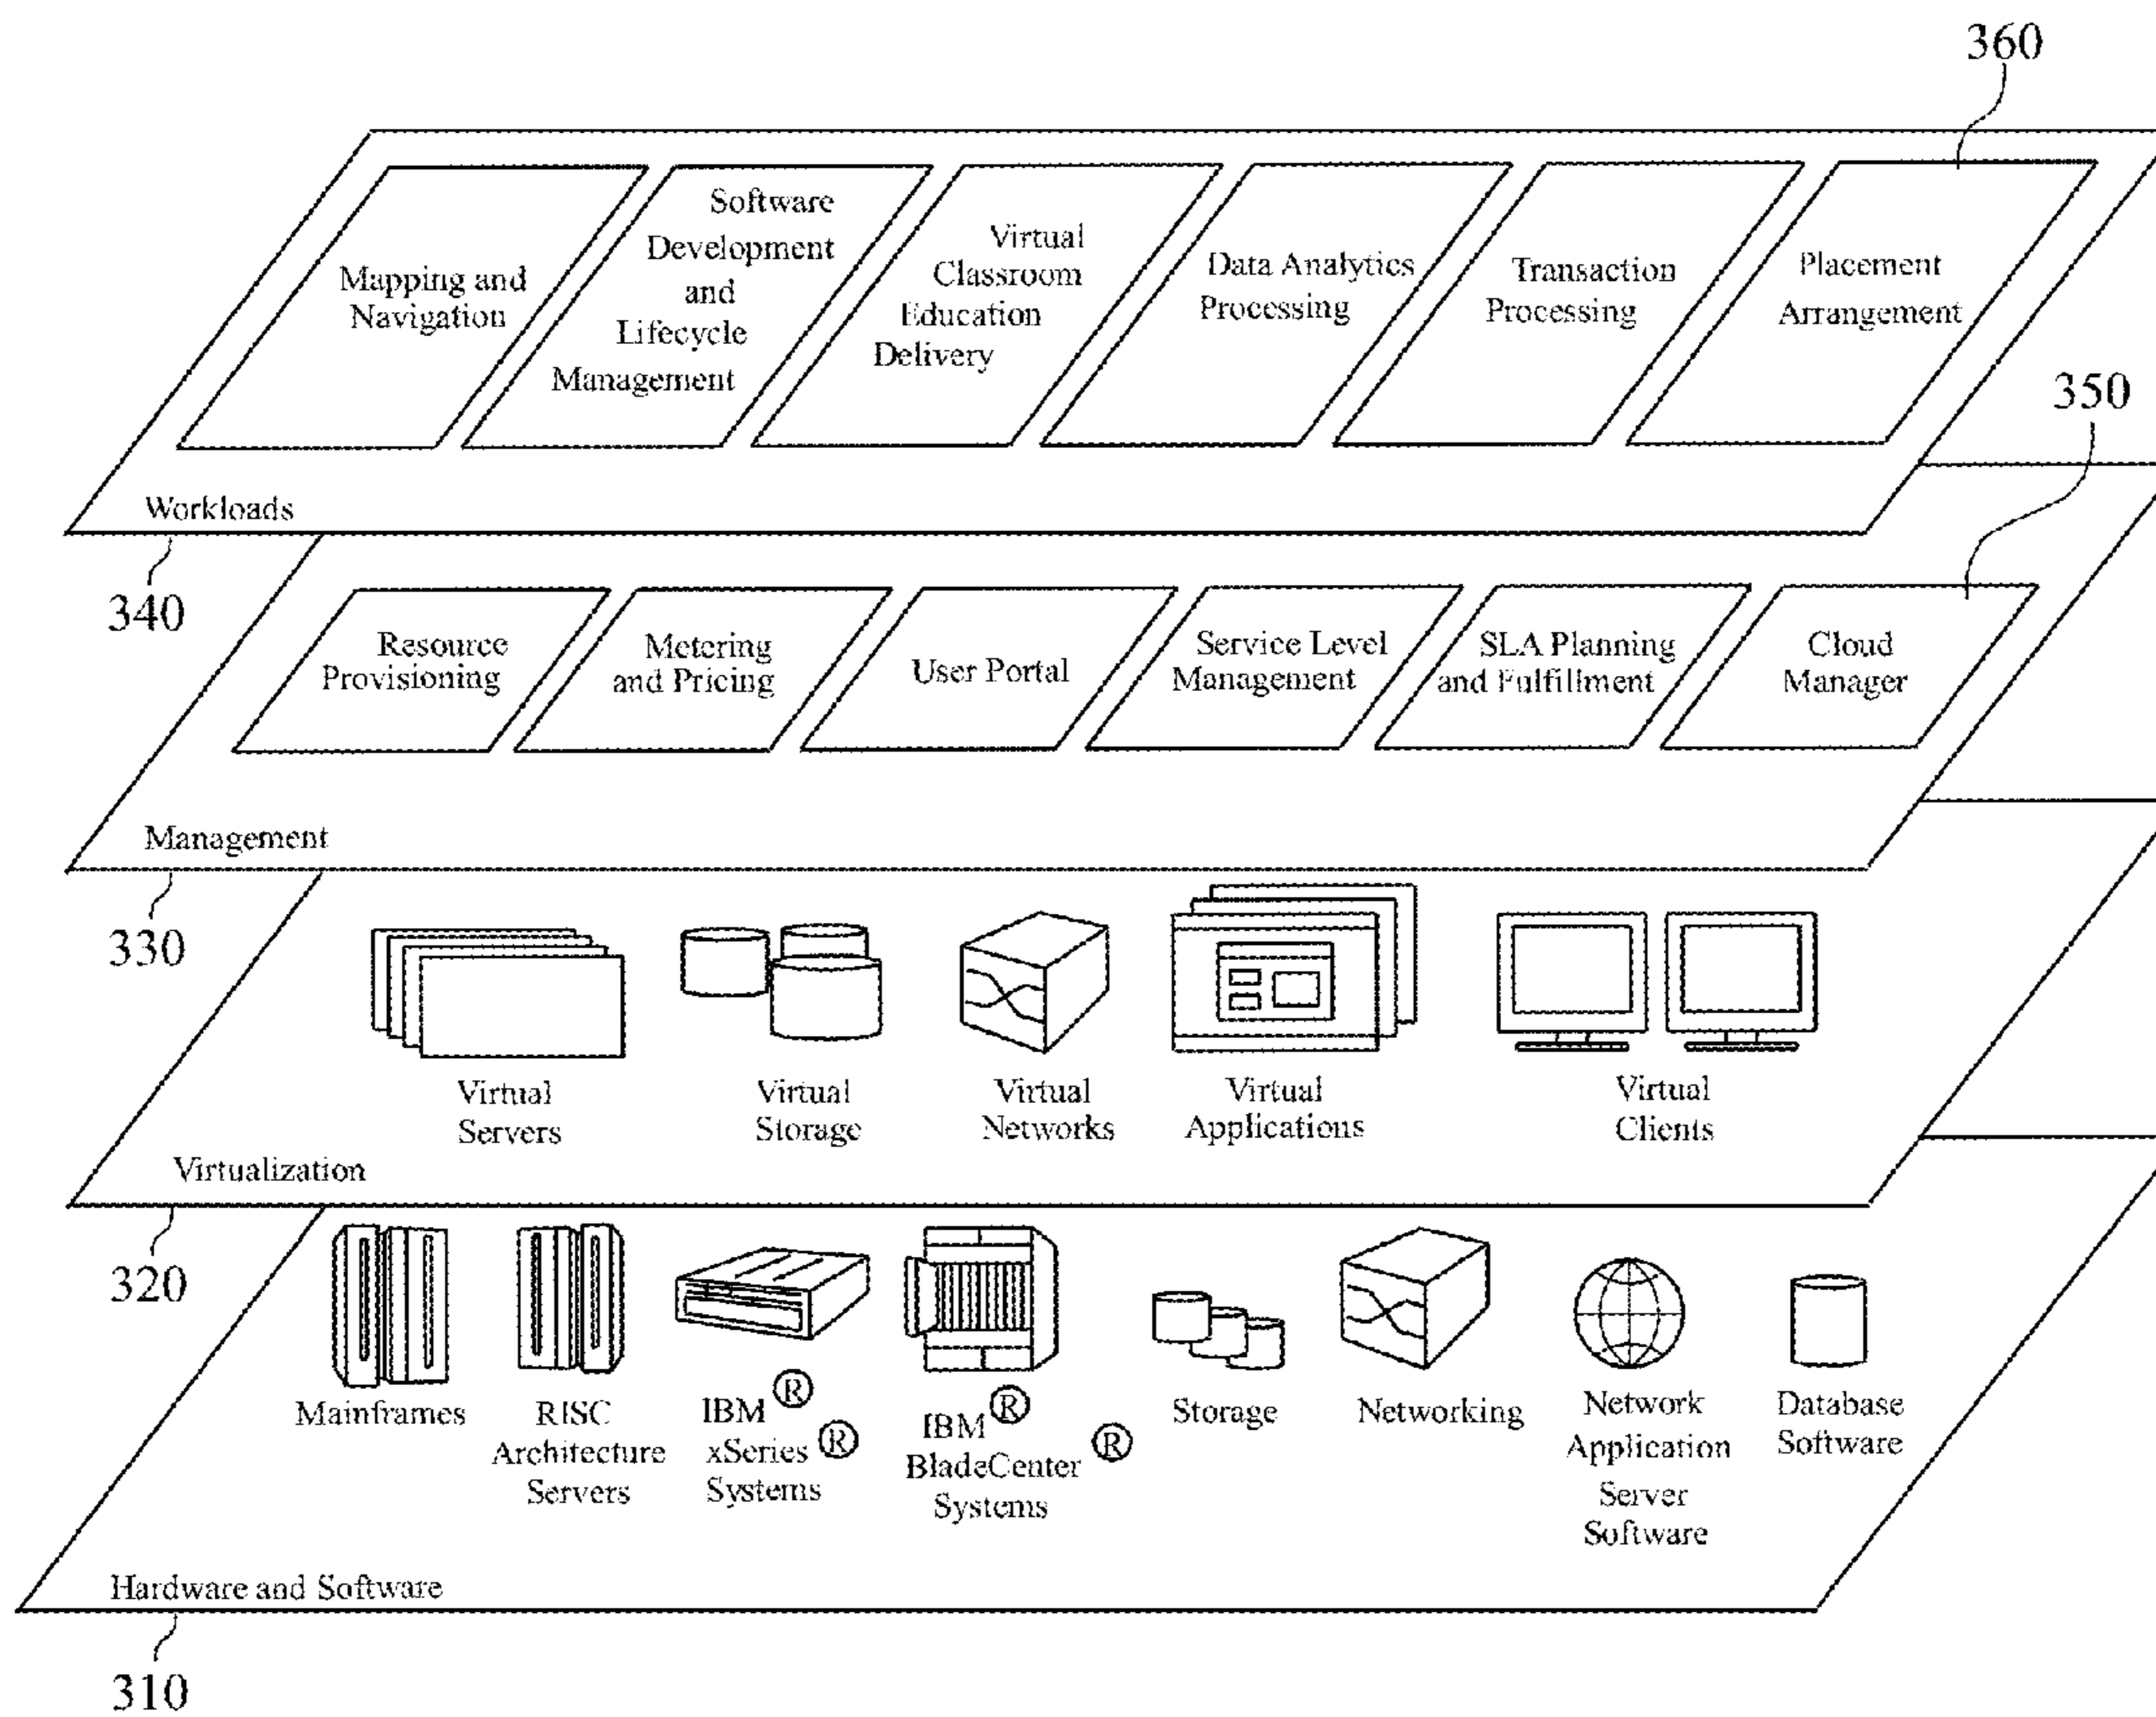 360
Mapping and
Navigation
Software
Development
and
Lifecycle
Management
Virtual
Classroom
Education
Delivery
Data Analytics
Processing
Transaction
Processing
Placement
Arrangement
350
Workloads
340
Resource
Provisioning
Metering
and Pricing
User Portal
Service Level
Management
SLA Planning
and Fulfillment
Cloud
Manager
Management
330
Virtual
Servers
Virtual
Storage
Virtual
Networks
Virtual
Applications
Virtual
Clients
Virtualization
320
Mainframes
RISC
Architecture
Servers
IBM ®
xSeries ®
Systems
IBM ®
BladeCenter ®
Systems
Storage
Networking
Network
Application
Server
Software
Database
Software
Hardware and Software
310